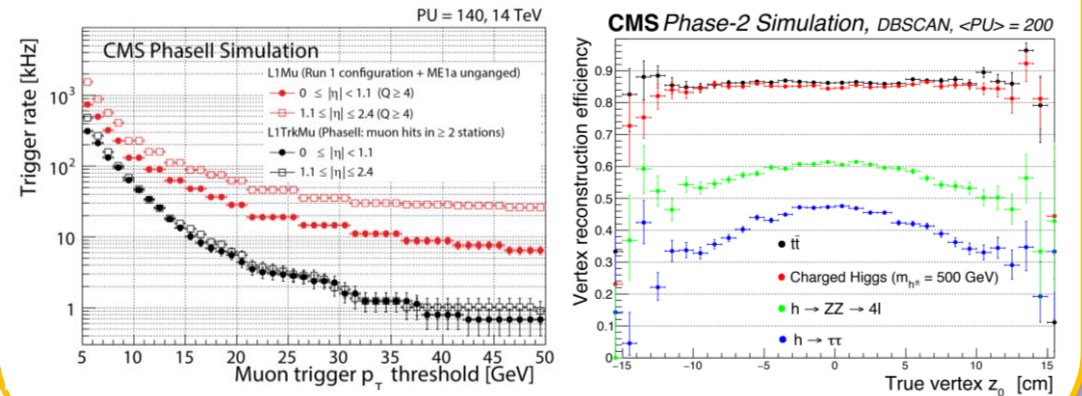 PU = 140, 14 TeV
CMS PhaseII Simulation
L1Mu (Run 1 configuration + ME1a unganged)
0 ≤ |η| < 1.1 (Q ≥ 4)
1.1 ≤ |η| ≤ 2.4 (Q ≥ 4)
L1TrkMu (PhaseII: muon hits in ≥ 2 stations)
0 ≤ |η| < 1.1
1.1 ≤ |η| ≤ 2.4
Trigger rate [kHz]
10³
10²
10
1
5 10 15 20 25 30 35 40 45 50
Muon trigger p_T threshold [GeV]
CMS Phase-2 Simulation, DBSCAN, <PU> = 200
Vertex reconstruction efficiency
0.9
0.8
0.7
0.6
0.5
0.4
0.3
0.2
0.1
0
tt̄
Charged Higgs (m_h± = 500 GeV)
h → ZZ → 4l
h → ττ
-15 -10 -5 0 5 10 15
True vertex z₀ [cm]